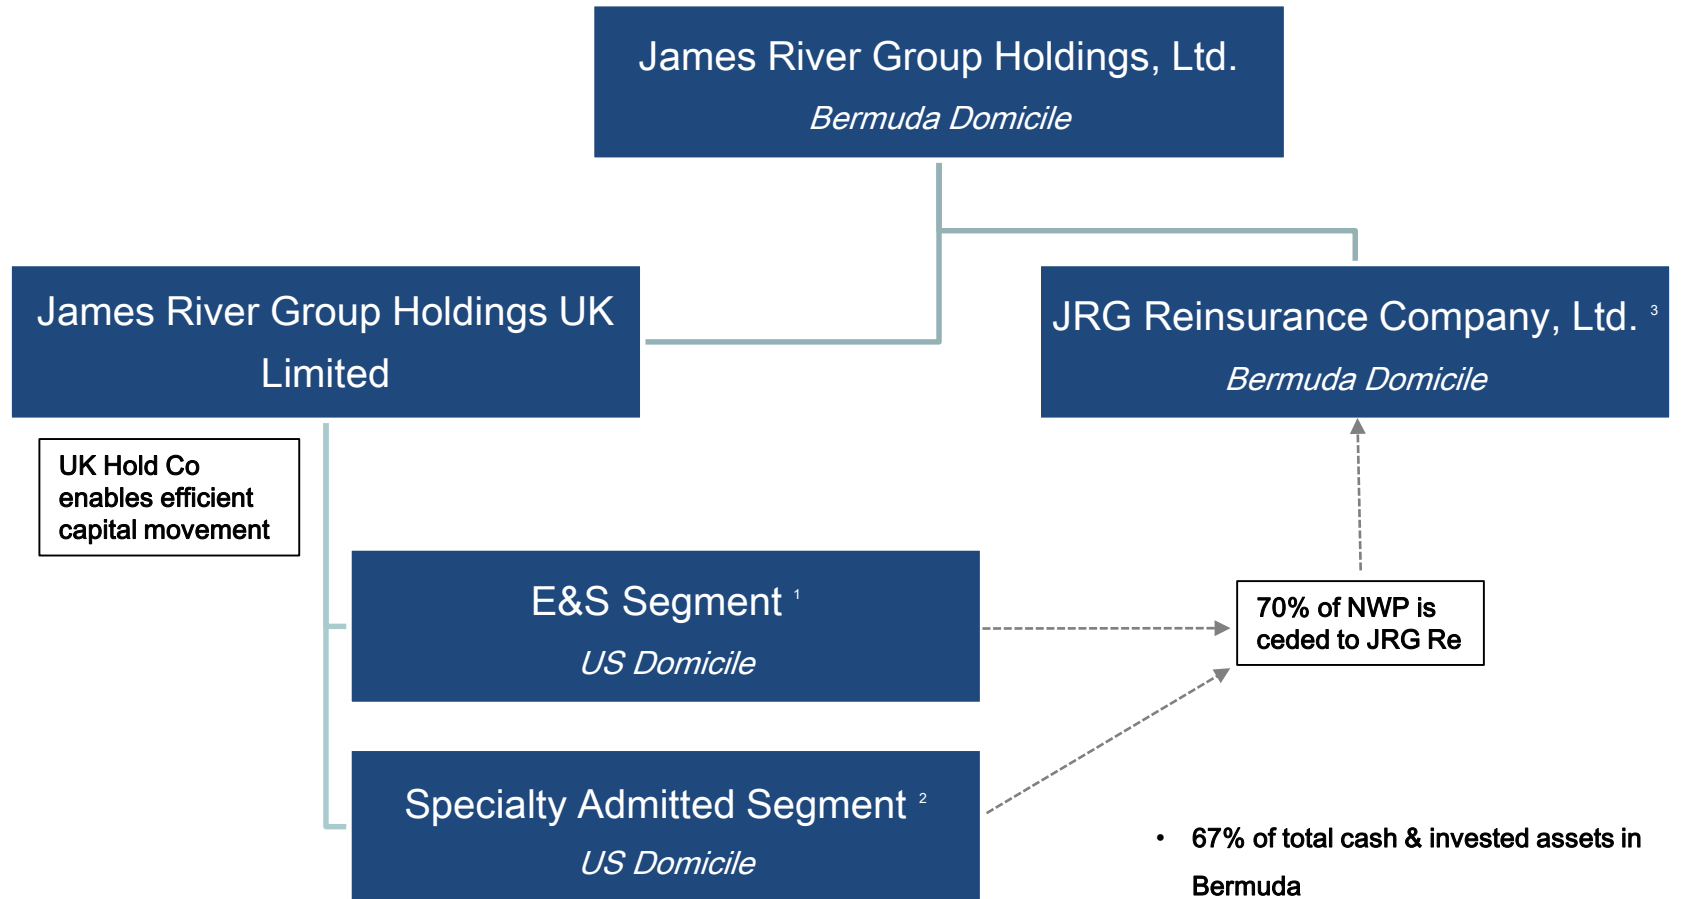 James River Group Holdings, Ltd.
Bermuda Domicile
James River Group Holdings UK
Limited
JRG Reinsurance Company, Ltd. 3
Bermuda Domicile
UK Hold Co
enables efficient
capital movement
E&S Segment 1
US Domicile
70% of NWP is
ceded to JRG Re
Specialty Admitted Segment 2
US Domicile
• 67% of total cash & invested assets in
Bermuda